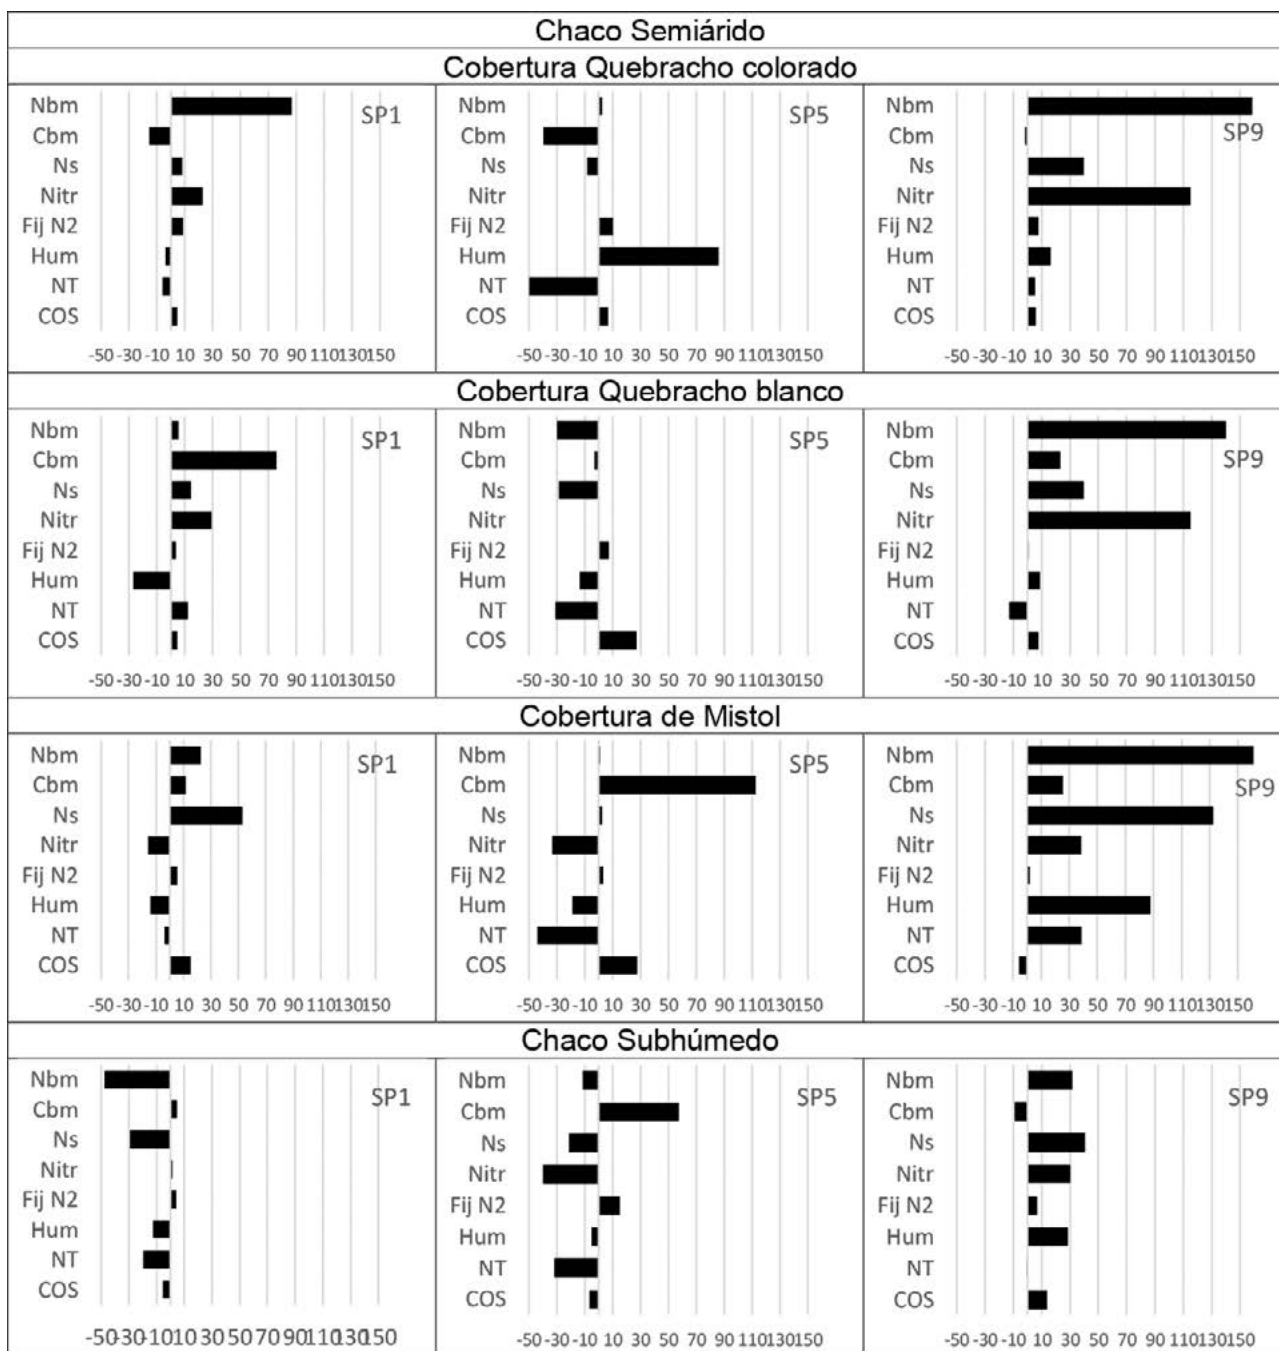 Chaco Semiárido
Cobertura Quebracho colorado
Nbm
Cbm
Ns
Nitr
Fij N2
Hum
NT
COS
SP1
-50 -30 -10 10 30 50 70 90 110 130 150
Nbm
Cbm
Ns
Nitr
Fij N2
Hum
NT
COS
SP5
-50 -30 -10 10 30 50 70 90 110 130 150
Nbm
Cbm
Ns
Nitr
Fij N2
Hum
NT
COS
SP9
-50 -30 -10 10 30 50 70 90 110 130 150
Cobertura Quebracho blanco
Nbm
Cbm
Ns
Nitr
Fij N2
Hum
NT
COS
SP1
-50 -30 -10 10 30 50 70 90 110 130 150
Nbm
Cbm
Ns
Nitr
Fij N2
Hum
NT
COS
SP5
-50 -30 -10 10 30 50 70 90 110 130 150
Nbm
Cbm
Ns
Nitr
Fij N2
Hum
NT
COS
SP9
-50 -30 -10 10 30 50 70 90 110 130 150
Cobertura de Mistol
Nbm
Cbm
Ns
Nitr
Fij N2
Hum
NT
COS
SP1
-50 -30 -10 10 30 50 70 90 110 130 150
Nbm
Cbm
Ns
Nitr
Fij N2
Hum
NT
COS
SP5
-50 -30 -10 10 30 50 70 90 110 130 150
Nbm
Cbm
Ns
Nitr
Fij N2
Hum
NT
COS
SP9
-50 -30 -10 10 30 50 70 90 110 130 150
Chaco Subhúmedo
Nbm
Cbm
Ns
Nitr
Fij N2
Hum
NT
COS
SP1
-50 -30 -10 10 30 50 70 90 110 130 150
Nbm
Cbm
Ns
Nitr
Fij N2
Hum
NT
COS
SP5
-50 -30 -10 10 30 50 70 90 110 130 150
Nbm
Cbm
Ns
Nitr
Fij N2
Hum
NT
COS
SP9
-50 -30 -10 10 30 50 70 90 110 130 150